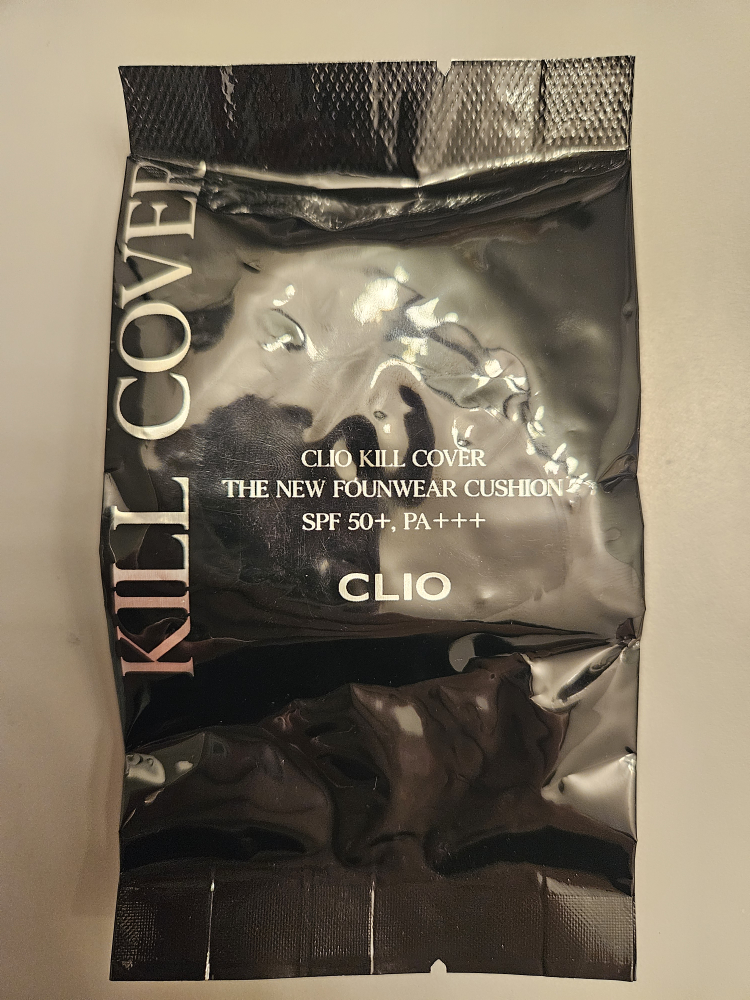 KILL COVER
CLIO KILL COVER
THE NEW FOUNWEAR CUSHION
SPF 50+, PA+++
CLIO